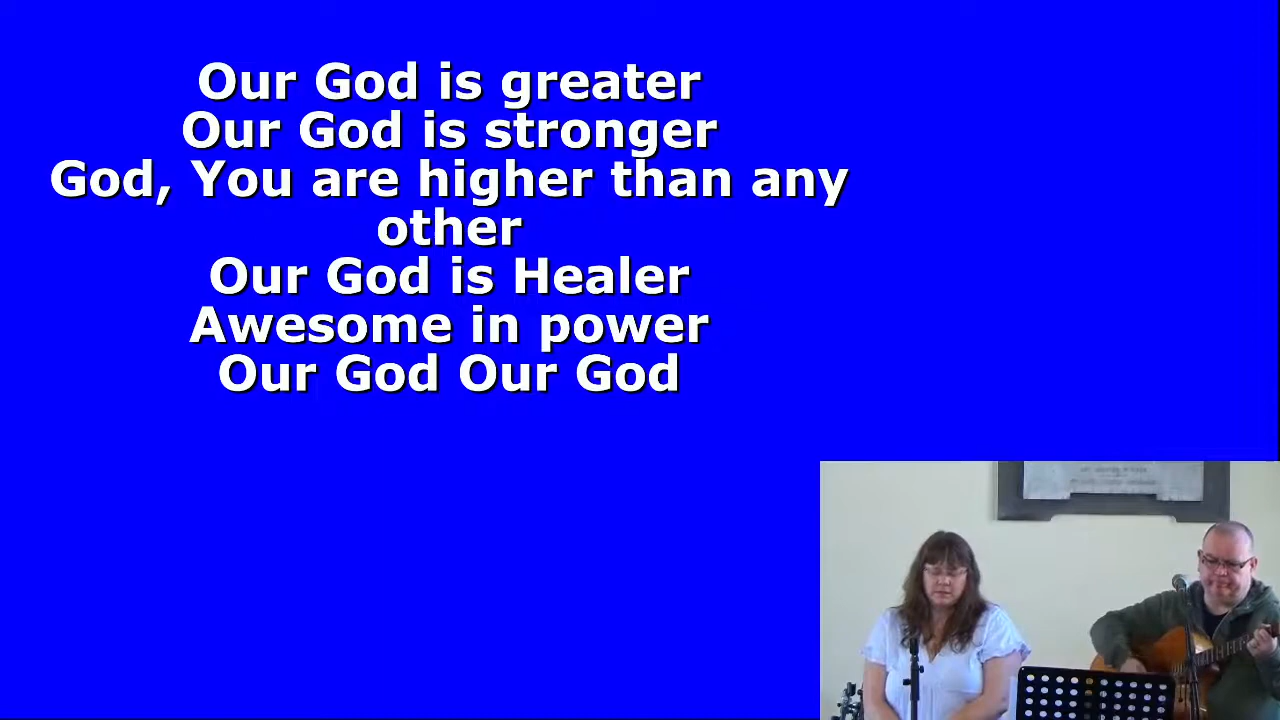 Our God is greater
Our God is stronger
God, You are higher than any
other
Our God is Healer
Awesome in power
Our God Our God